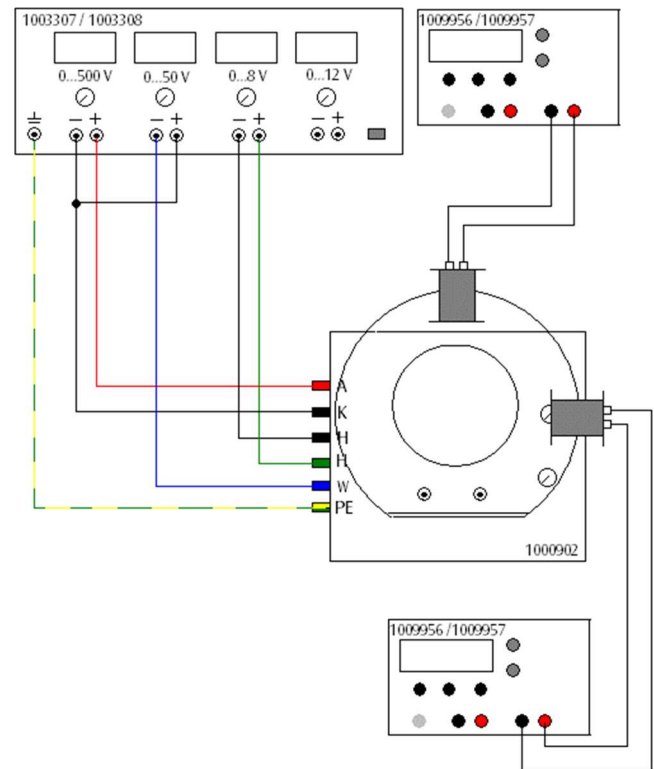 1003307 / 1003308
0...500 V
0...50 V
0...8 V
0...12 V
− +
− +
− +
− +
1009956 /1009957
A
K
H
H
W
PE
1000902
1009956 /1009957